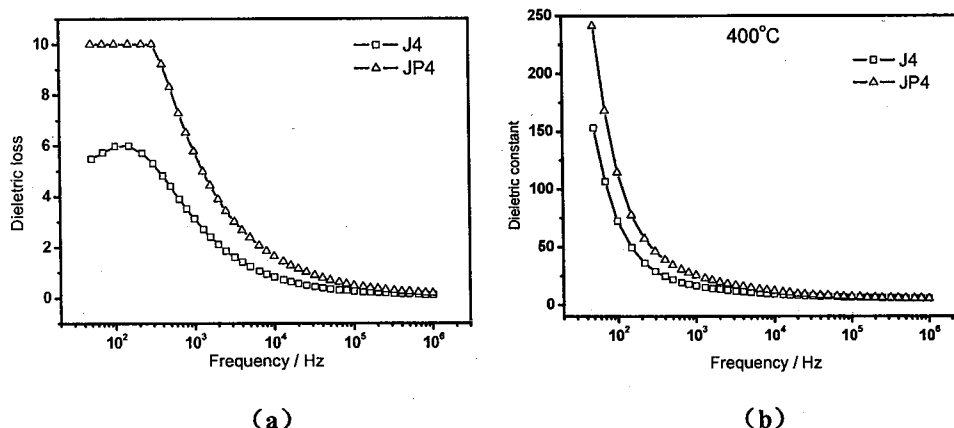 10
8
6
4
2
0
Dieletric loss
J4
JP4
10² 10³ 10⁴ 10⁵ 10⁶
Frequency / Hz
(a)
250
200
150
100
50
0
Dieletric constant
400°C
J4
JP4
10² 10³ 10⁴ 10⁵ 10⁶
Frequency / Hz
(b)